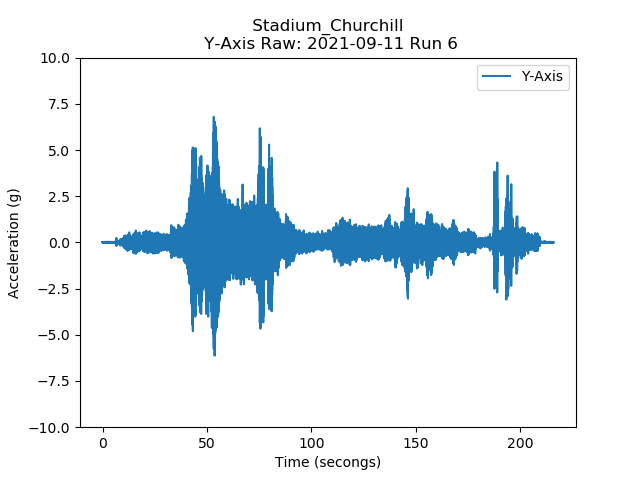 Stadium_Churchill
Y-Axis Raw: 2021-09-11 Run 6
Y-Axis
10.0
7.5
5.0
2.5
0.0
−2.5
−5.0
−7.5
−10.0
Acceleration (g)
0 50 100 150 200
Time (secongs)